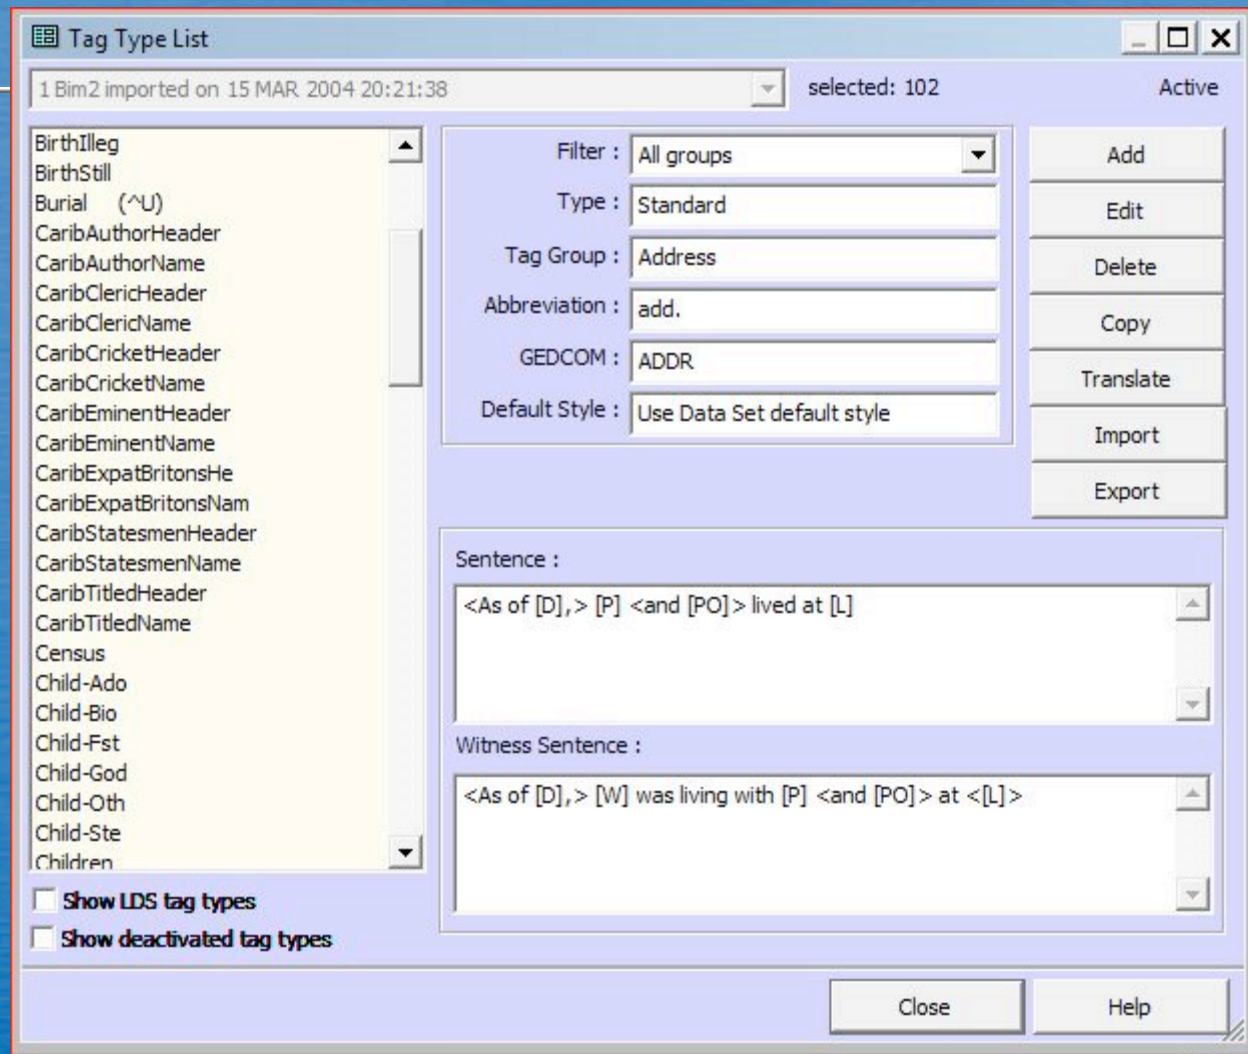 Tag Type List
1 Bim2 imported on 15 MAR 2004 20:21:38
selected: 102
Active
BirthIlleg
BirthStill
Burial (^U)
CaribAuthorHeader
CaribAuthorName
CaribClericHeader
CaribClericName
CaribCricketHeader
CaribCricketName
CaribEminentHeader
CaribEminentName
CaribExpatBritonsHe
CaribExpatBritonsNam
CaribStatesmenHeader
CaribStatesmenName
CaribTitledHeader
CaribTitledName
Census
Child-Ado
Child-Bio
Child-Fst
Child-God
Child-Oth
Child-Ste
Children
Show LDS tag types
Show deactivated tag types
Filter : All groups
Type : Standard
Tag Group : Address
Abbreviation : add.
GEDCOM : ADDR
Default Style : Use Data Set default style
Add
Edit
Delete
Copy
Translate
Import
Export
Sentence :
<As of [D],> [P] <and [PO]> lived at [L]
Witness Sentence :
<As of [D],> [W] was living with [P] <and [PO]> at <[L]>
Close
Help